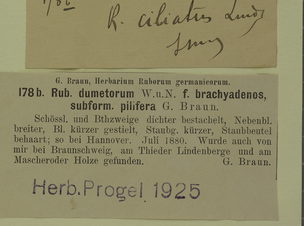 R. ciliatus Lind
G. Braun, Herbarium Ruborum germanicorum.
178 b. Rub. dumetorum W. u. N. f. brachyadenos,
subform. pilifera G. Braun.
Schössl. und Bthzweige dichter bestachelt, Nebenbl.
breiter, Bl. kürzer gestielt, Staubg. kürzer, Staubbeutel
behaart; so bei Hannover. Juli 1880. Wurde auch von
mir bei Braunschweig, am Thieder Lindenberge und am
Mascheroder Holze gefunden. G. Braun.
Herb. Progel 1925